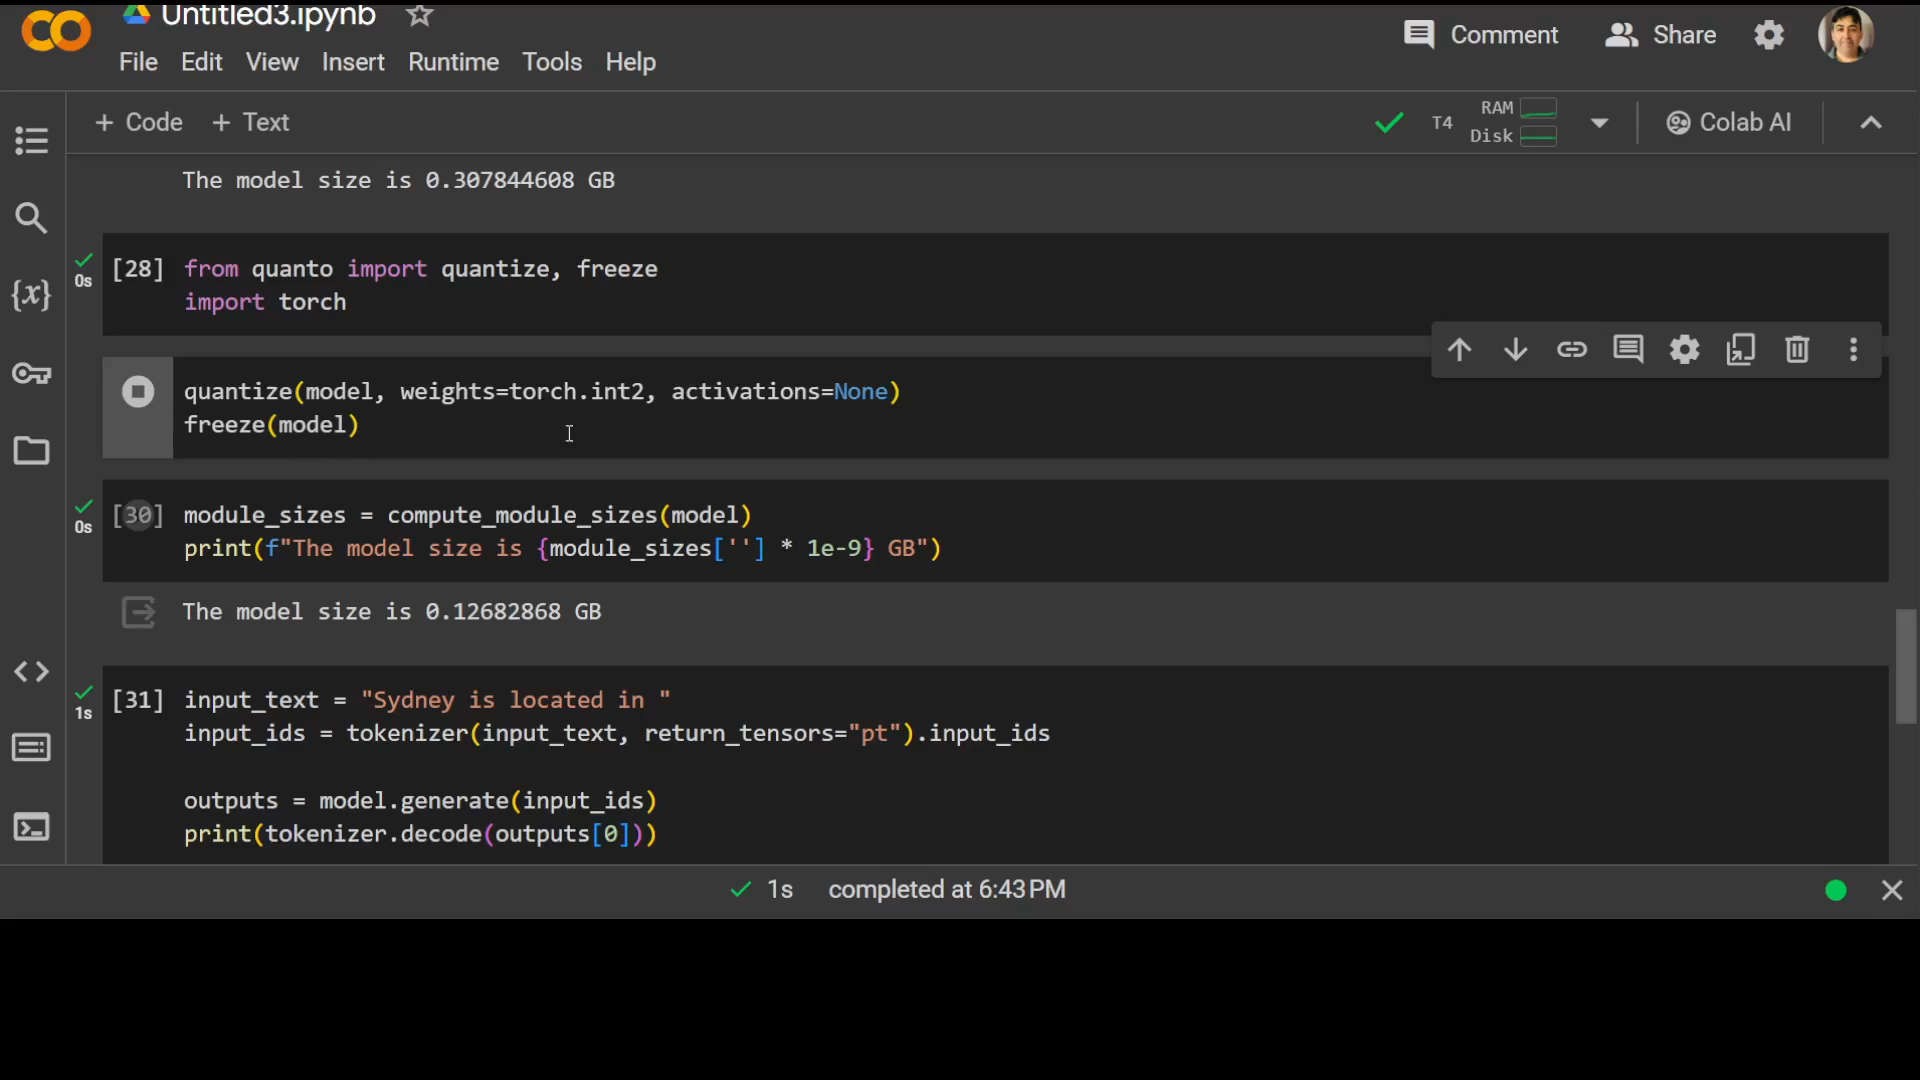 Untitled3.ipynb
File Edit View Insert Runtime Tools Help
Comment
Share
+ Code + Text
T4
RAM
Disk
Colab AI
The model size is 0.307844608 GB
0s
[28] from quanto import quantize, freeze
import torch
quantize(model, weights=torch.int2, activations=None)
freeze(model)
0s
[30] module_sizes = compute_module_sizes(model)
print(f"The model size is {module_sizes[''] * 1e-9} GB")
The model size is 0.12682868 GB
1s
[31] input_text = "Sydney is located in "
input_ids = tokenizer(input_text, return_tensors="pt").input_ids
outputs = model.generate(input_ids)
print(tokenizer.decode(outputs[0]))
1s completed at 6:43 PM